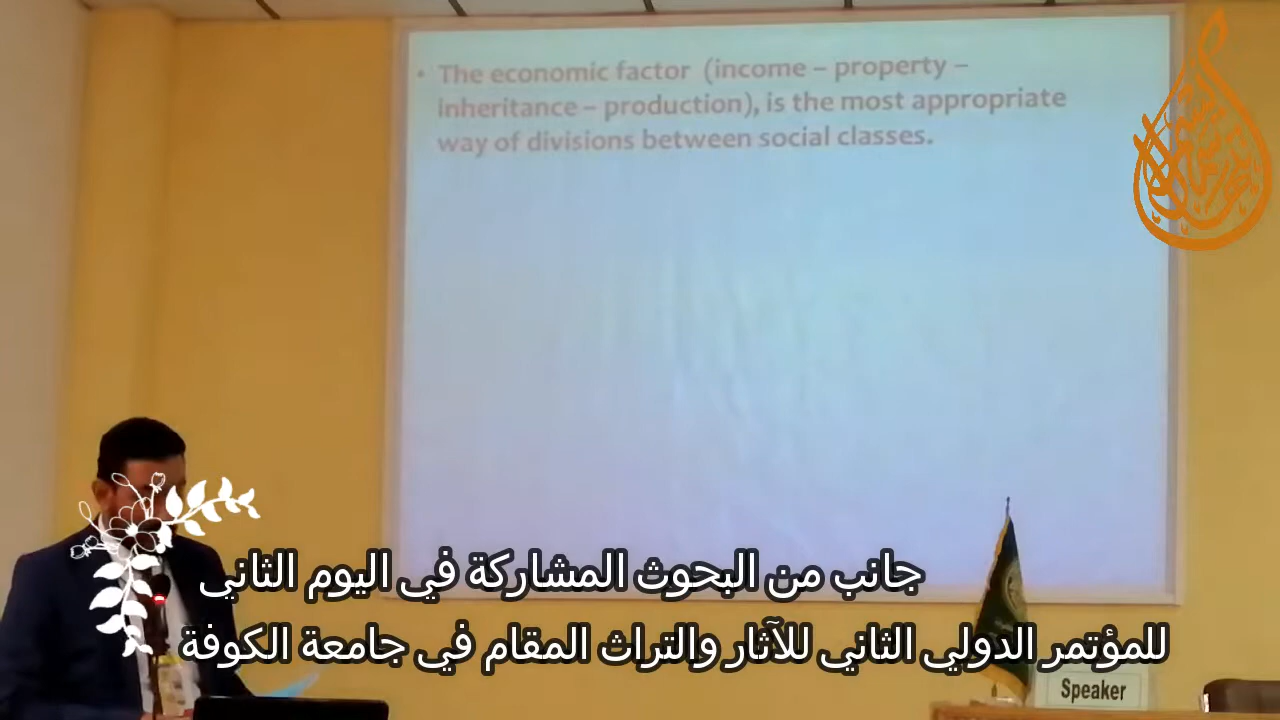 • The economic factor (income – property –
inheritance – production), is the most appropriate
way of divisions between social classes.
جانب من البحوث المشاركة في اليوم الثاني
للمؤتمر الدولي الثاني للآثار والتراث المقام في جامعة الكوفة
Speaker